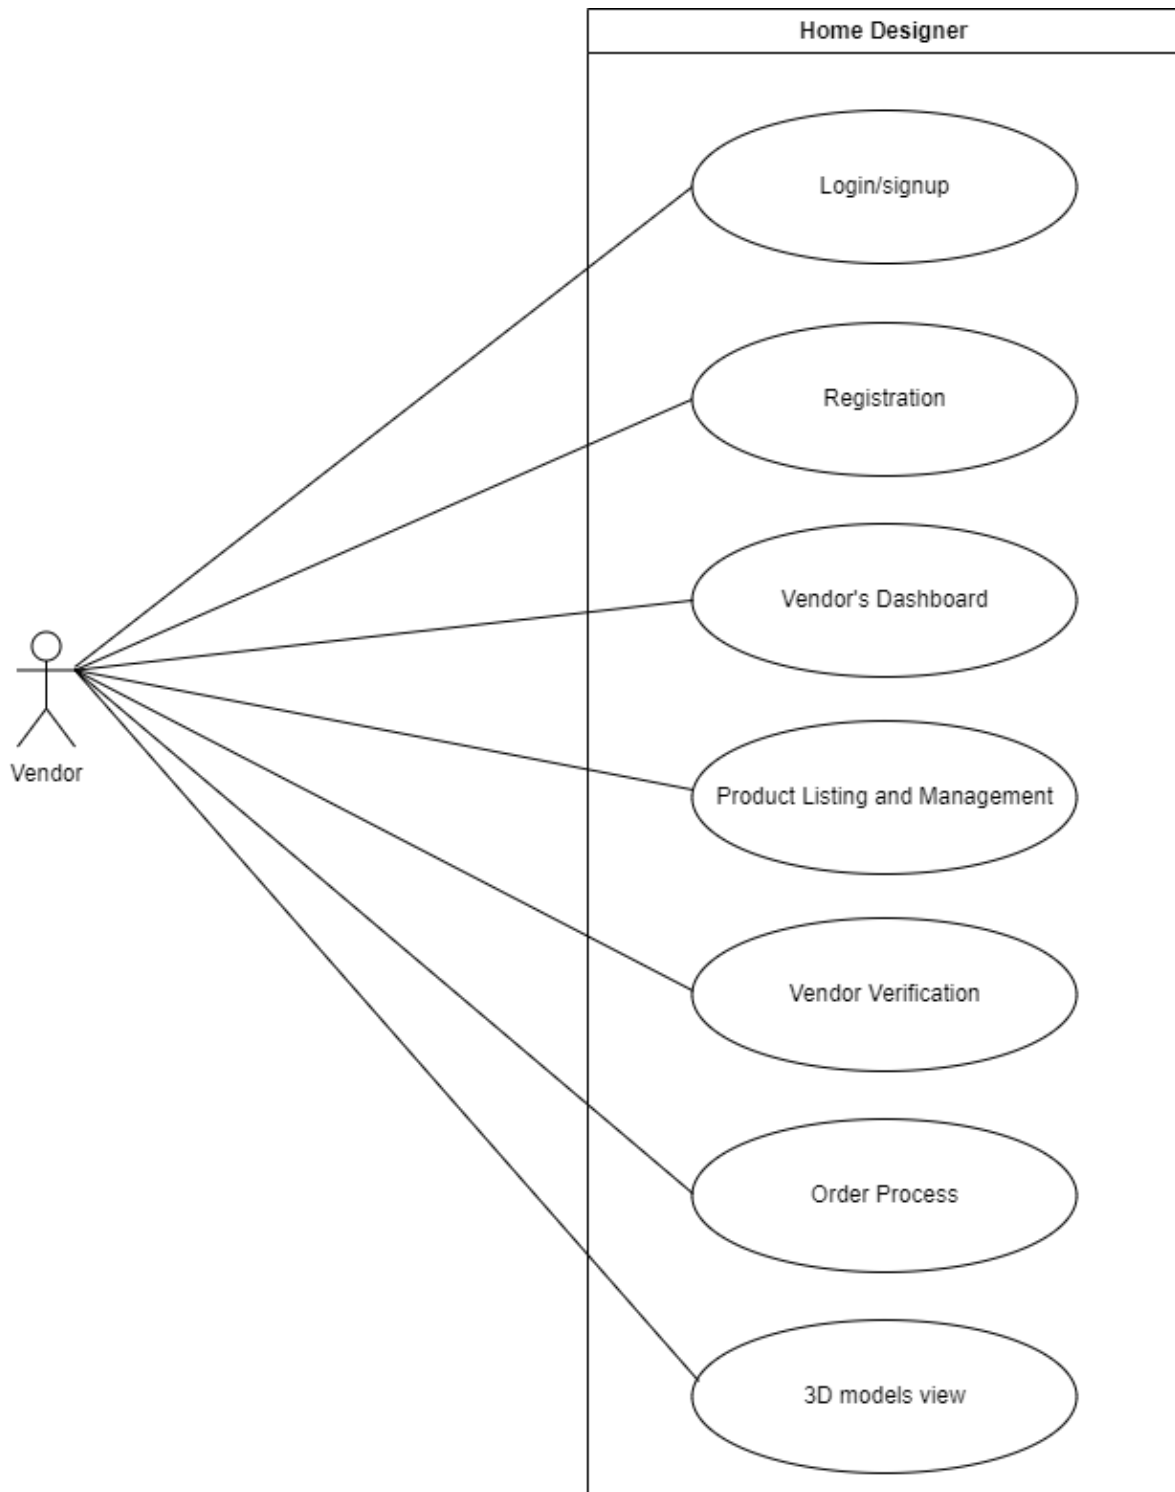 Home Designer
Login/signup
Registration
Vendor's Dashboard
Vendor
Product Listing and Management
Vendor Verification
Order Process
3D models view